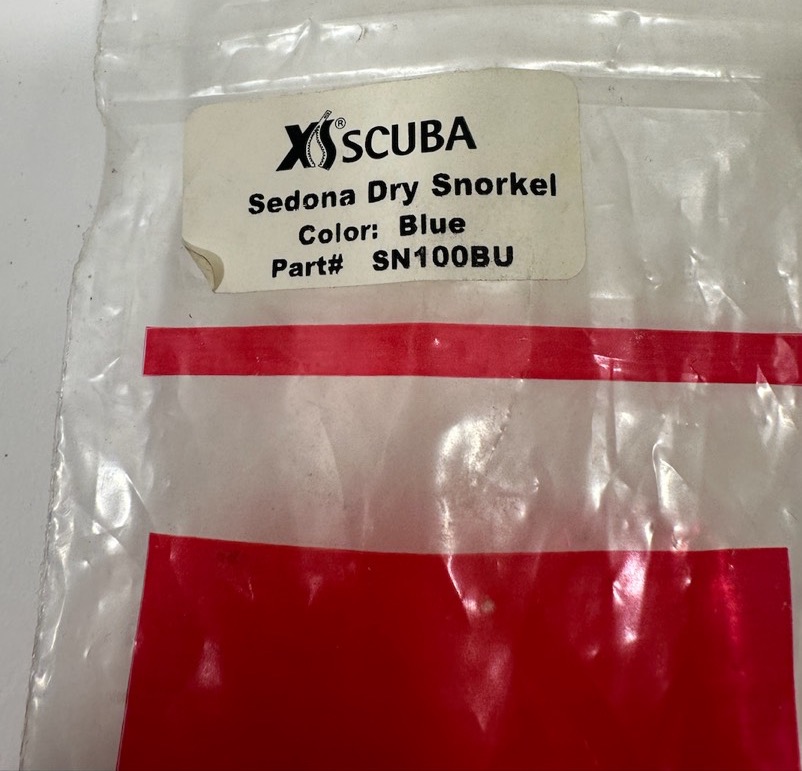 XS® SCUBA
Sedona Dry Snorkel
Color: Blue
Part# SN100BU